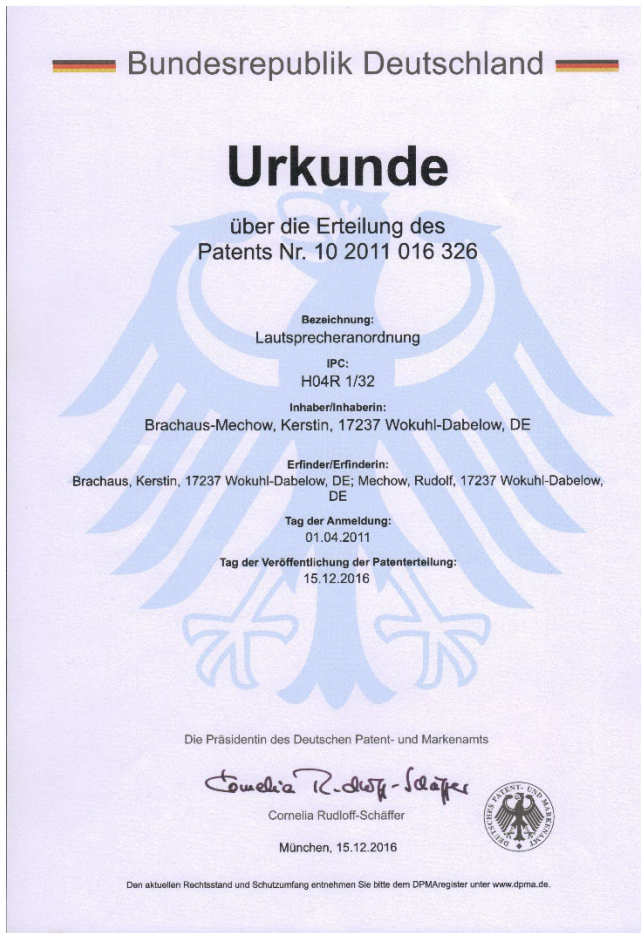 Bundesrepublik Deutschland
Urkunde
über die Erteilung des
Patents Nr. 10 2011 016 326
Bezeichnung:
Lautsprecheranordnung
IPC:
H04R 1/32
Inhaber/Inhaberin:
Brachaus-Mechow, Kerstin, 17237 Wokuhl-Dabelow, DE
Erfinder/Erfinderin:
Brachaus, Kerstin, 17237 Wokuhl-Dabelow, DE; Mechow, Rudolf, 17237 Wokuhl-Dabelow,
DE
Tag der Anmeldung:
01.04.2011
Tag der Veröffentlichung der Patenterteilung:
15.12.2016
Die Präsidentin des Deutschen Patent- und Markenamts
Cornelia Rudloff-Schäffer
Cornelia Rudloff-Schäffer
DEUTSCHES PATENT- UND MARKENAMT
München, 15.12.2016
Den aktuellen Rechtsstand und Schutzumfang entnehmen Sie bitte dem DPMAregister unter www.dpma.de.